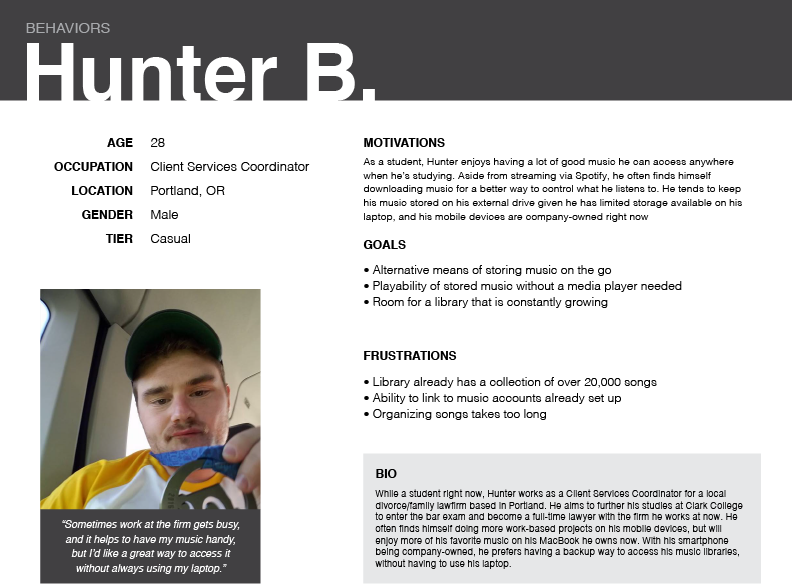 BEHAVIORS
Hunter B.
AGE 28
OCCUPATION Client Services Coordinator
LOCATION Portland, OR
GENDER Male
TIER Casual
“Sometimes work at the firm gets busy,
and it helps to have my music handy,
but I’d like a great way to access it
without always using my laptop.”
MOTIVATIONS
As a student, Hunter enjoys having a lot of good music he can access anywhere
when he’s studying. Aside from streaming via Spotify, he often finds himself
downloading music for a better way to control what he listens to. He tends to keep
his music stored on his external drive given he has limited storage available on his
laptop, and his mobile devices are company-owned right now
GOALS
• Alternative means of storing music on the go
• Playability of stored music without a media player needed
• Room for a library that is constantly growing
FRUSTRATIONS
• Library already has a collection of over 20,000 songs
• Ability to link to music accounts already set up
• Organizing songs takes too long
BIO
While a student right now, Hunter works as a Client Services Coordinator for a local
divorce/family lawfirm based in Portland. He aims to further his studies at Clark College
to enter the bar exam and become a full-time lawyer with the firm he works at now. He
often finds himself doing more work-based projects on his mobile devices, but will
enjoy more of his favorite music on his MacBook he owns now. With his smartphone
being company-owned, he prefers having a backup way to access his music libraries,
without having to use his laptop.